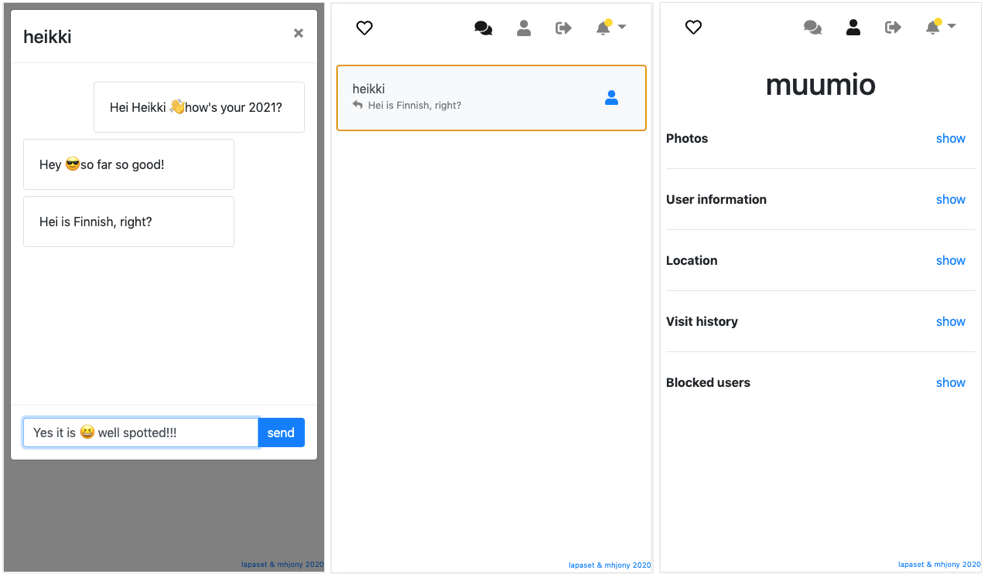 heikki
×
Hei Heikki 👋how's your 2021?
Hey 😎so far so good!
Hei is Finnish, right?
Yes it is 😆 well spotted!!!
send
lapaset & mhjony 2020
heikki
Hei is Finnish, right?
lapaset & mhjony 2020
muumio
Photos show
User information show
Location show
Visit history show
Blocked users show
lapaset & mhjony 2020